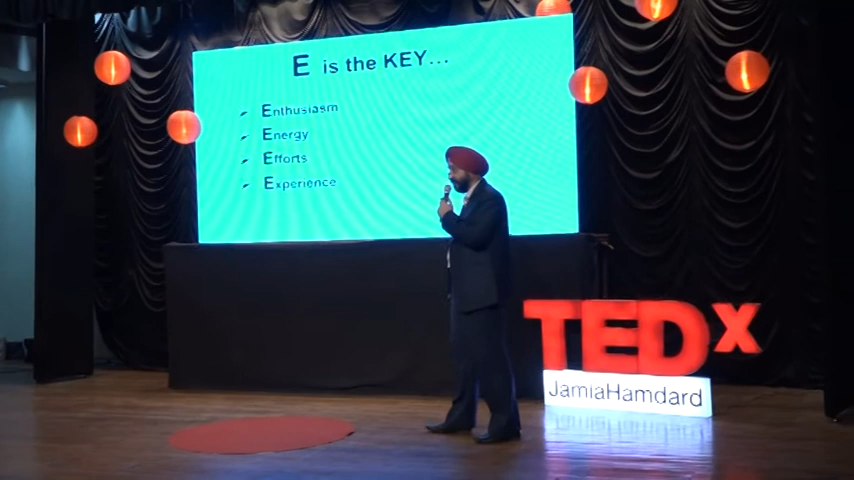 E is the KEY...
Enthusiasm
Energy
Efforts
Experience
TEDx
JamiaHamdard